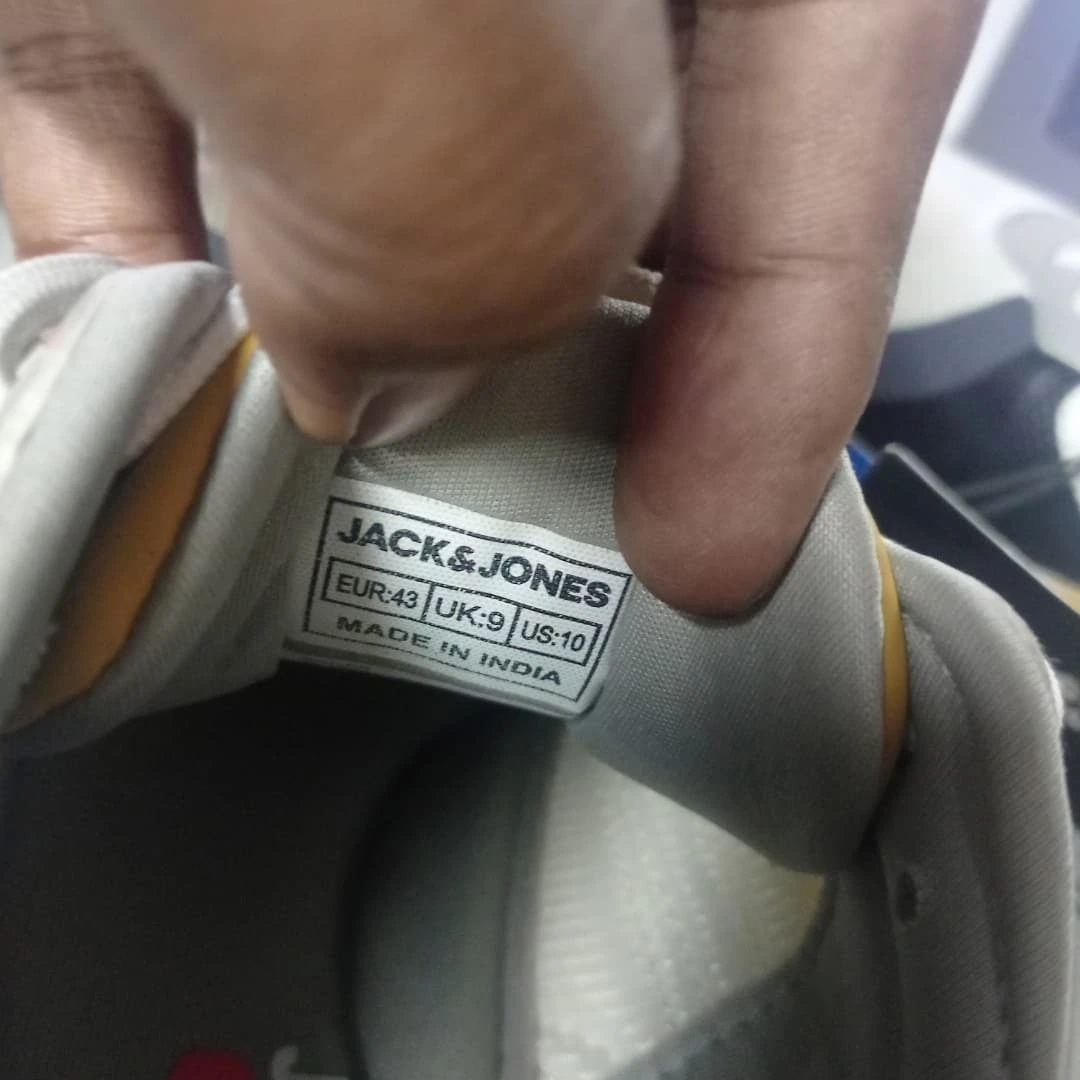 JACK&JONES
EUR:43 UK:9 US:10
MADE IN INDIA